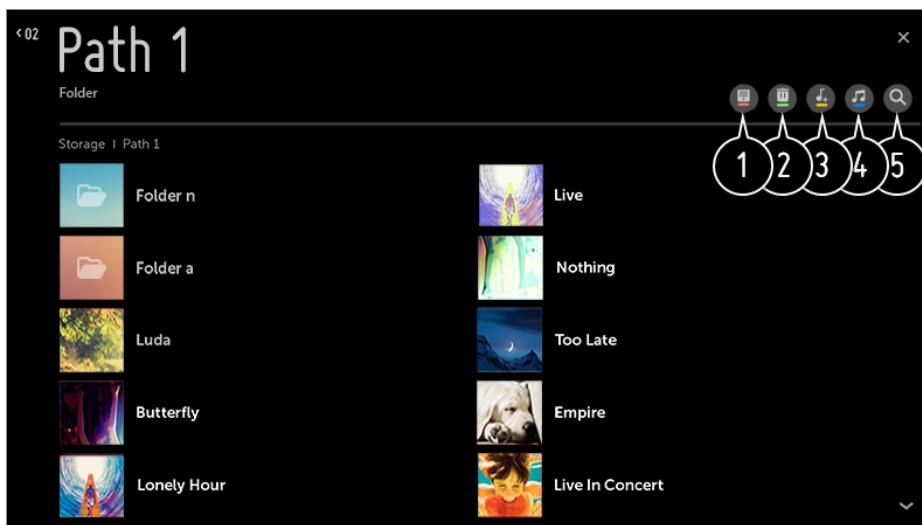 <02
Path 1
×
Folder
1 2 3 4 5
Storage | Path 1
Folder n
Live
Folder a
Nothing
Luda
Too Late
Butterfly
Empire
Lonely Hour
Live In Concert